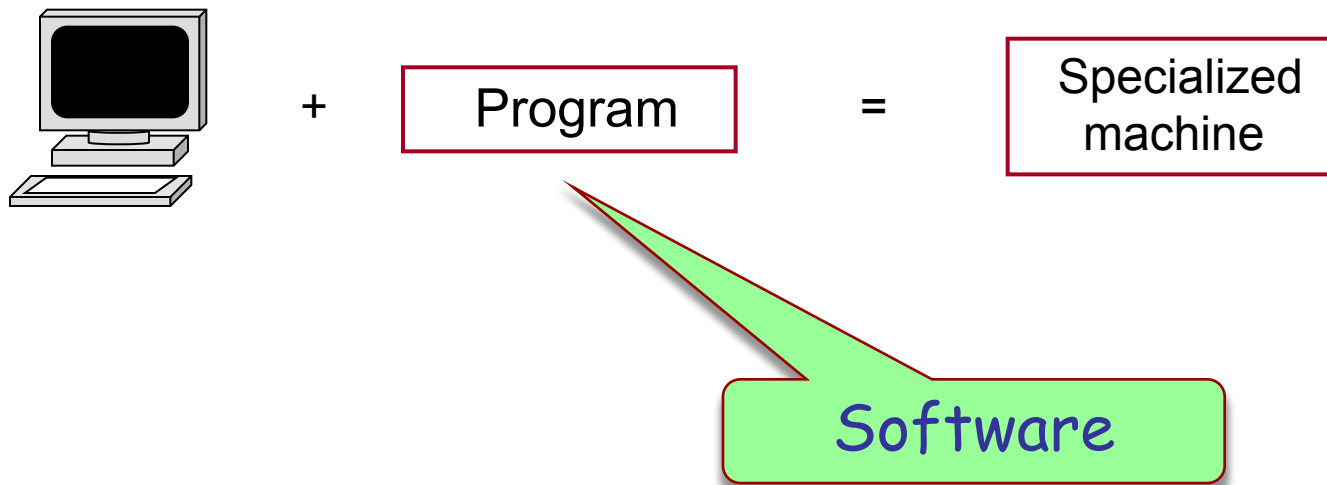 +
Program
=
Specialized
machine
Software